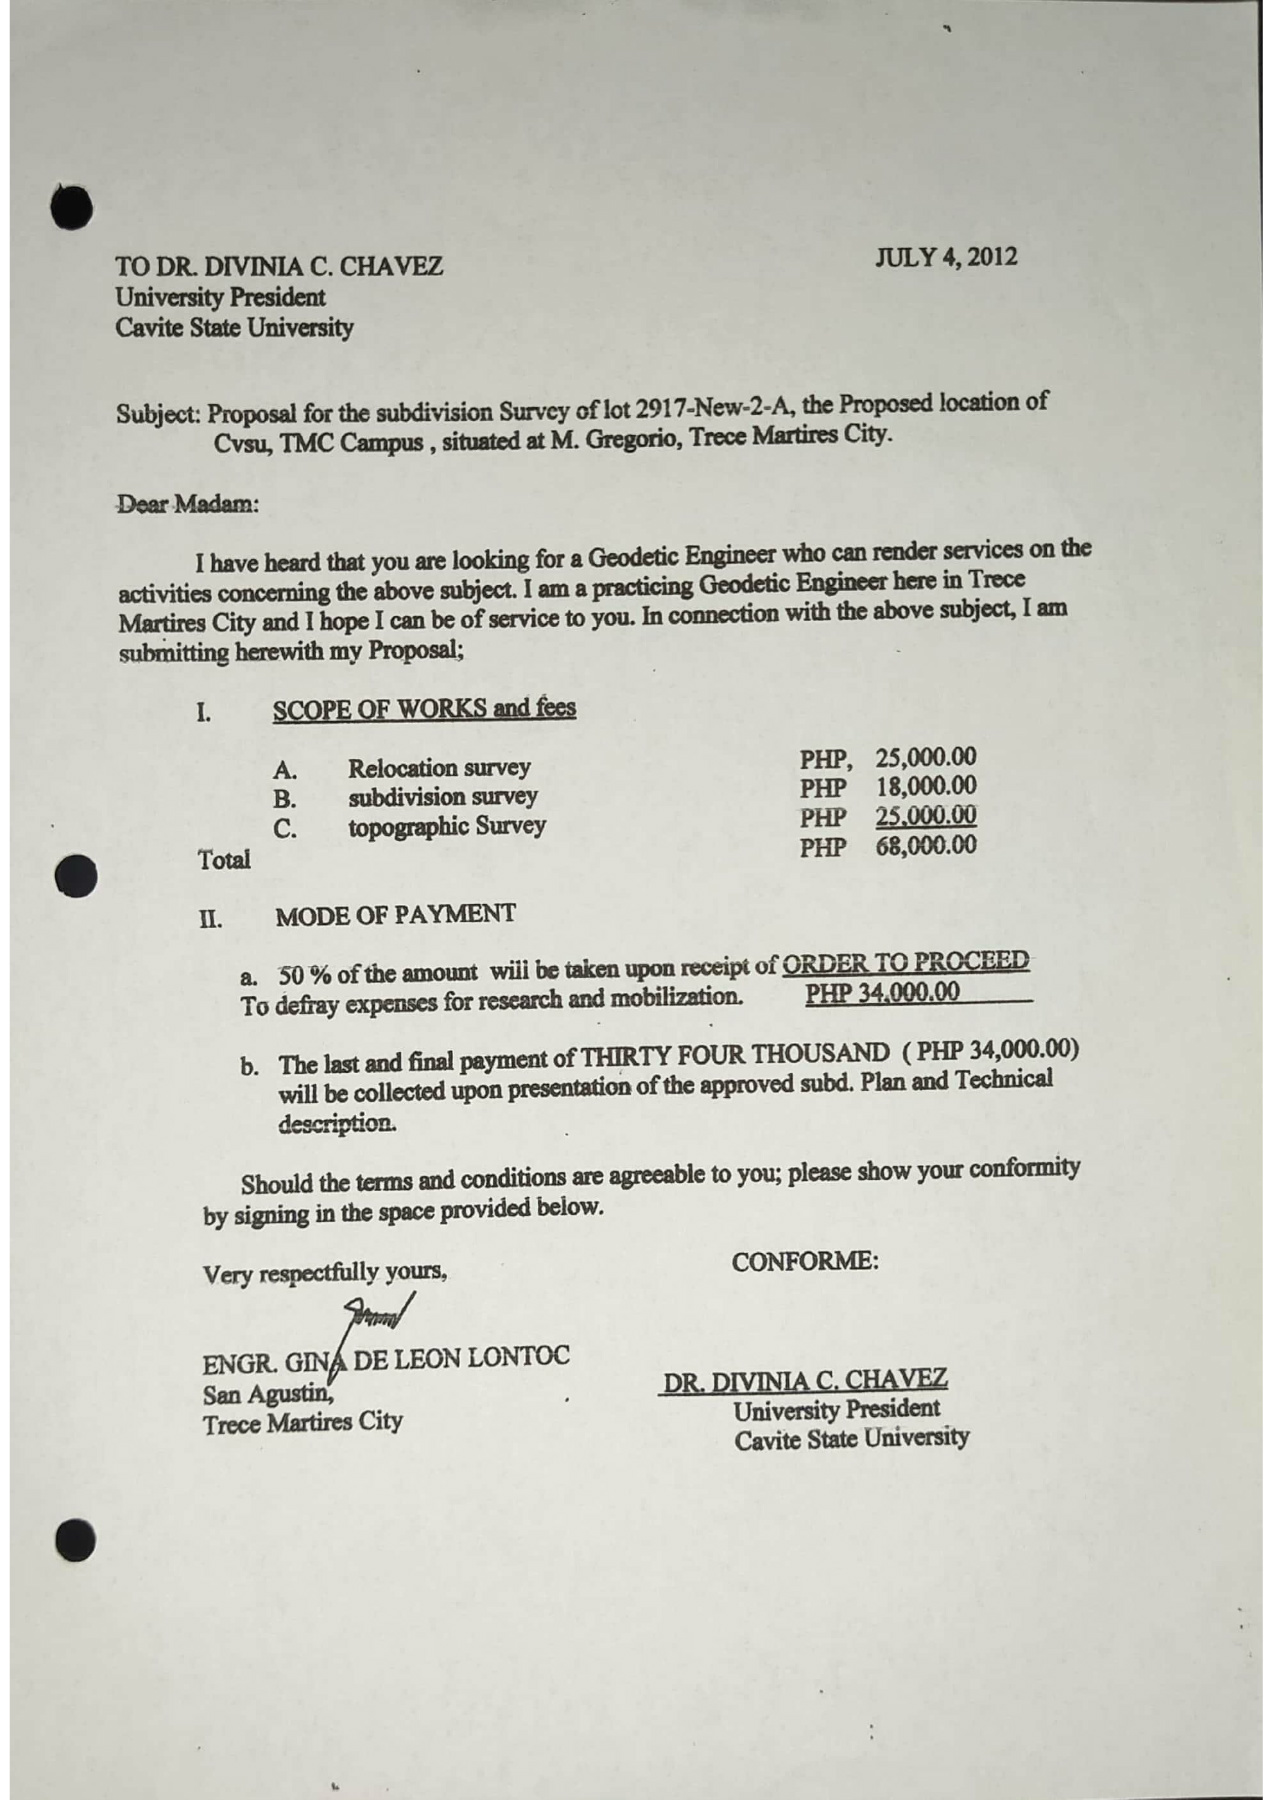 JULY 4, 2012
TO DR. DIVINIA C. CHAVEZ
University President
Cavite State University
Subject: Proposal for the subdivision Survey of lot 2917-New-2-A, the Proposed location of
Cvsu, TMC Campus , situated at M. Gregorio, Trece Martires City.
Dear Madam:
I have heard that you are looking for a Geodetic Engineer who can render services on the
activities concerning the above subject. I am a practicing Geodetic Engineer here in Trece
Martires City and I hope I can be of service to you. In connection with the above subject, I am
submitting herewith my Proposal;
I. SCOPE OF WORKS and fees
A. Relocation survey PHP, 25,000.00
B. subdivision survey PHP 18,000.00
C. topographic Survey PHP 25,000.00
Total PHP 68,000.00
II. MODE OF PAYMENT
a. 50 % of the amount will be taken upon receipt of ORDER TO PROCEED
To defray expenses for research and mobilization. PHP 34,000.00
b. The last and final payment of THIRTY FOUR THOUSAND ( PHP 34,000.00)
will be collected upon presentation of the approved subd. Plan and Technical
description.
Should the terms and conditions are agreeable to you; please show your conformity
by signing in the space provided below.
Very respectfully yours, CONFORME:
ENGR. GINA DE LEON LONTOC
San Agustin,
Trece Martires City
DR. DIVINIA C. CHAVEZ
University President
Cavite State University